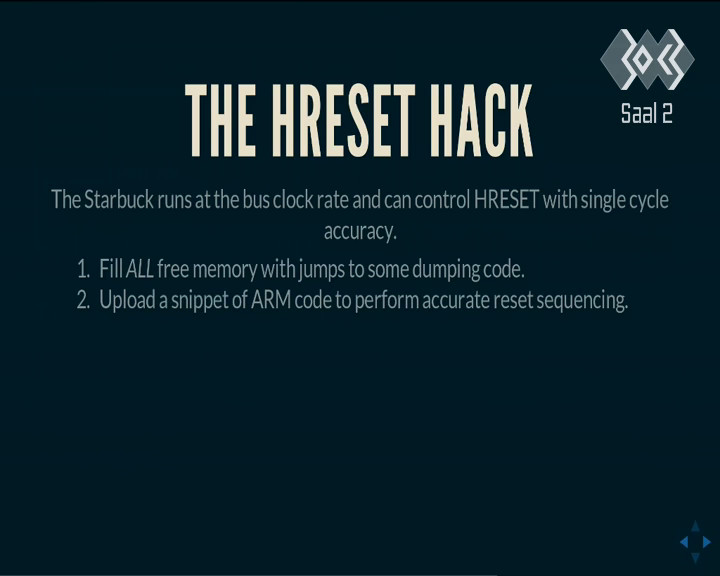 Saal 2
THE HRESET HACK
The Starbuck runs at the bus clock rate and can control HRESET with single cycle
accuracy.
1. Fill ALL free memory with jumps to some dumping code.
2. Upload a snippet of ARM code to perform accurate reset sequencing.